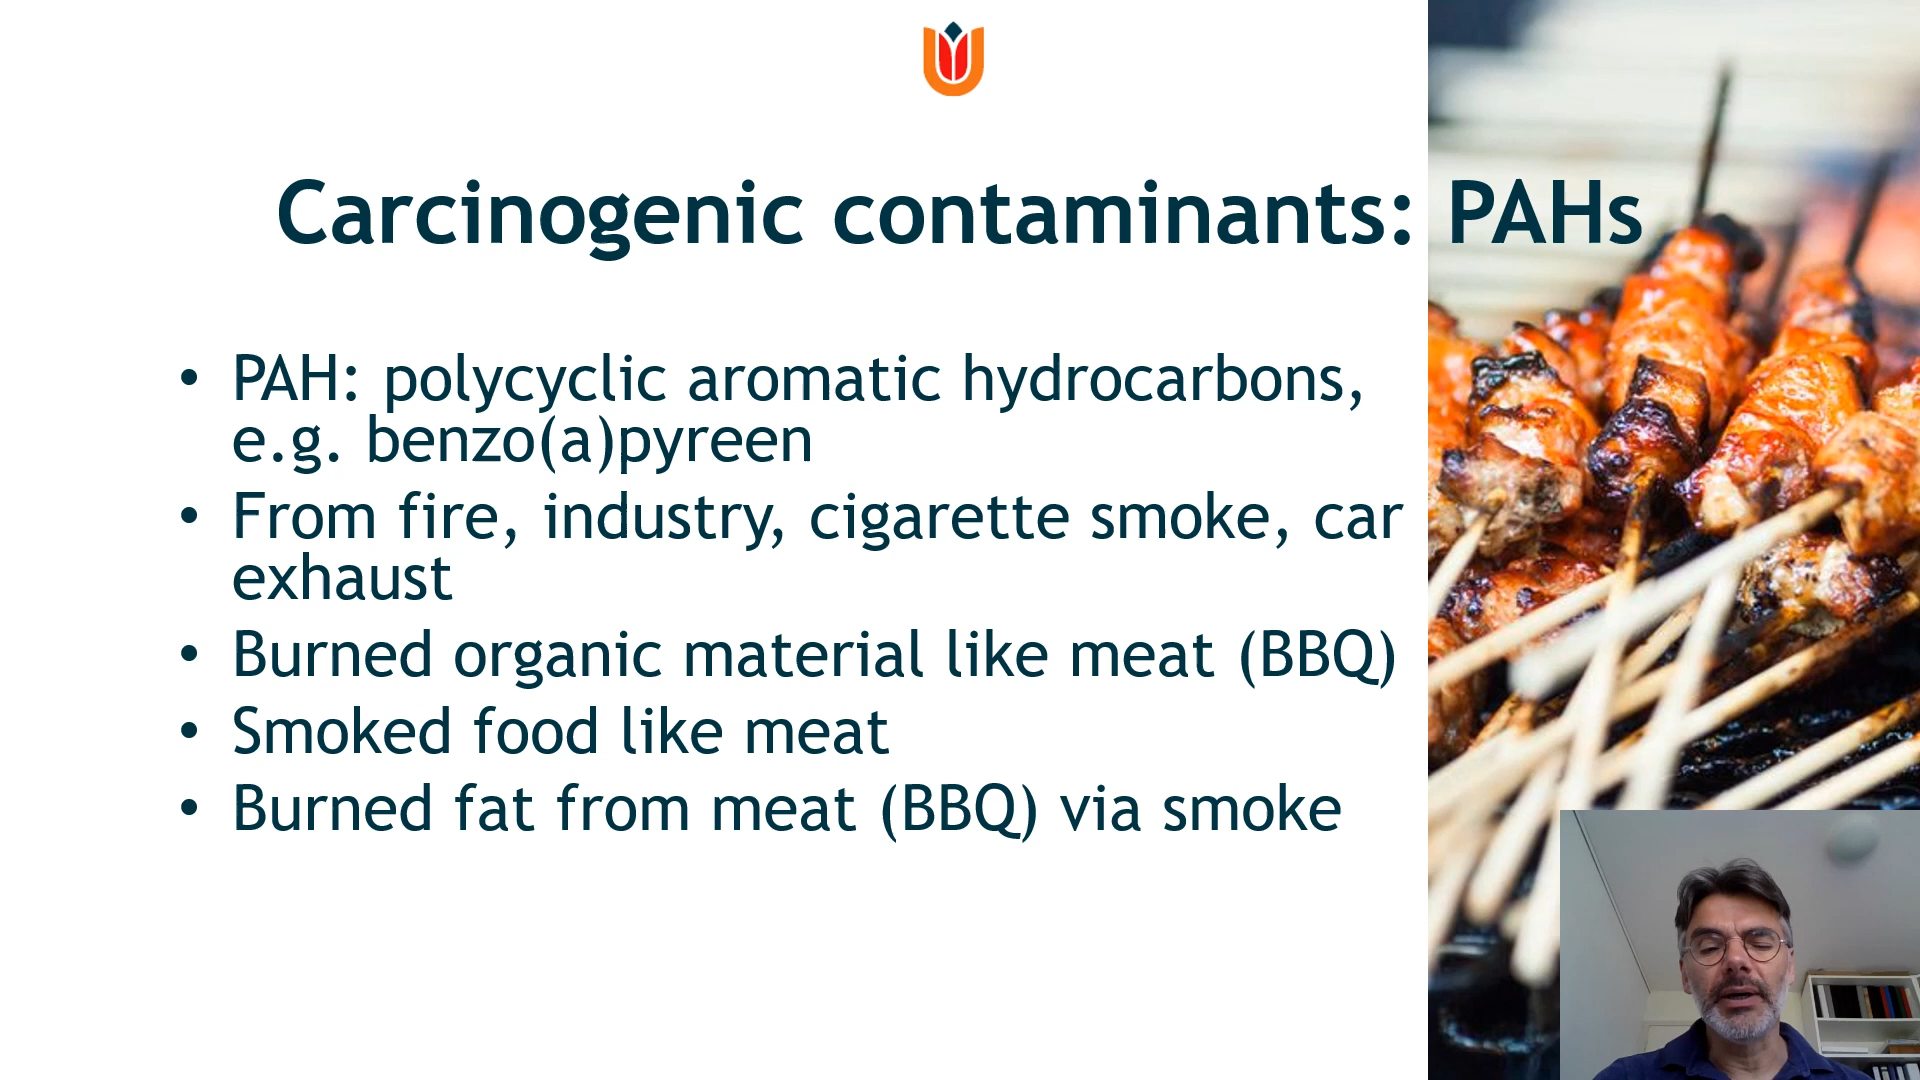 Carcinogenic contaminants: PAHs
• PAH: polycyclic aromatic hydrocarbons,
e.g. benzo(a)pyreen
• From fire, industry, cigarette smoke, car
exhaust
• Burned organic material like meat (BBQ)
• Smoked food like meat
• Burned fat from meat (BBQ) via smoke